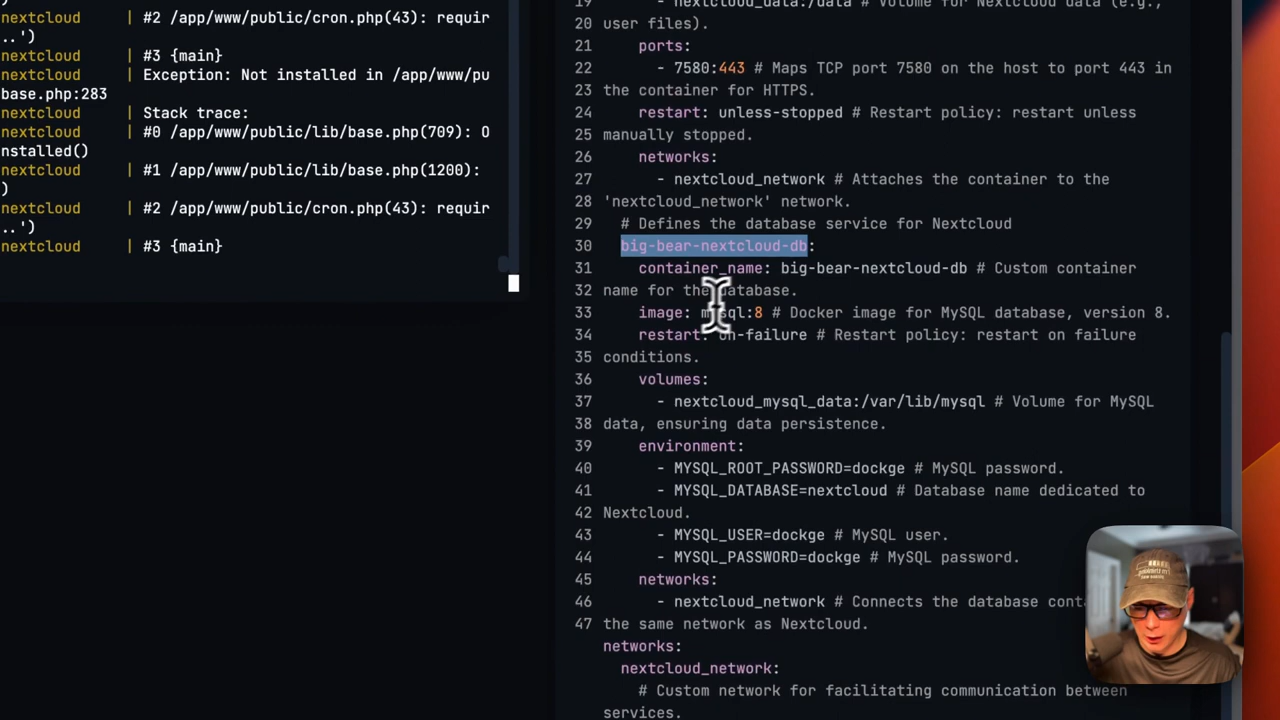 nextcloud | #2 /app/www/public/cron.php(43): requir
..')
nextcloud | #3 {main}
nextcloud | Exception: Not installed in /app/www/pu
base.php:283
nextcloud | Stack trace:
nextcloud | #0 /app/www/public/lib/base.php(709): O
nstalled()
nextcloud | #1 /app/www/public/lib/base.php(1200):
)
nextcloud | #2 /app/www/public/cron.php(43): requir
..')
nextcloud | #3 {main}
19 - nextcloud_data:/data # Volume for Nextcloud data (e.g.,
20 user files).
21 ports:
22 - 7580:443 # Maps TCP port 7580 on the host to port 443 in
23 the container for HTTPS.
24 restart: unless-stopped # Restart policy: restart unless
25 manually stopped.
26 networks:
27 - nextcloud_network # Attaches the container to the
28 'nextcloud_network' network.
29 # Defines the database service for Nextcloud
30 big-bear-nextcloud-db:
31 container_name: big-bear-nextcloud-db # Custom container
32 name for the database.
33 image: mysql:8 # Docker image for MySQL database, version 8.
34 restart: on-failure # Restart policy: restart on failure
35 conditions.
36 volumes:
37 - nextcloud_mysql_data:/var/lib/mysql # Volume for MySQL
38 data, ensuring data persistence.
39 environment:
40 - MYSQL_ROOT_PASSWORD=dockge # MySQL password.
41 - MYSQL_DATABASE=nextcloud # Database name dedicated to
42 Nextcloud.
43 - MYSQL_USER=dockge # MySQL user.
44 - MYSQL_PASSWORD=dockge # MySQL password.
45 networks:
46 - nextcloud_network # Connects the database cont
47 the same network as Nextcloud.
networks:
nextcloud_network:
# Custom network for facilitating communication between
services.